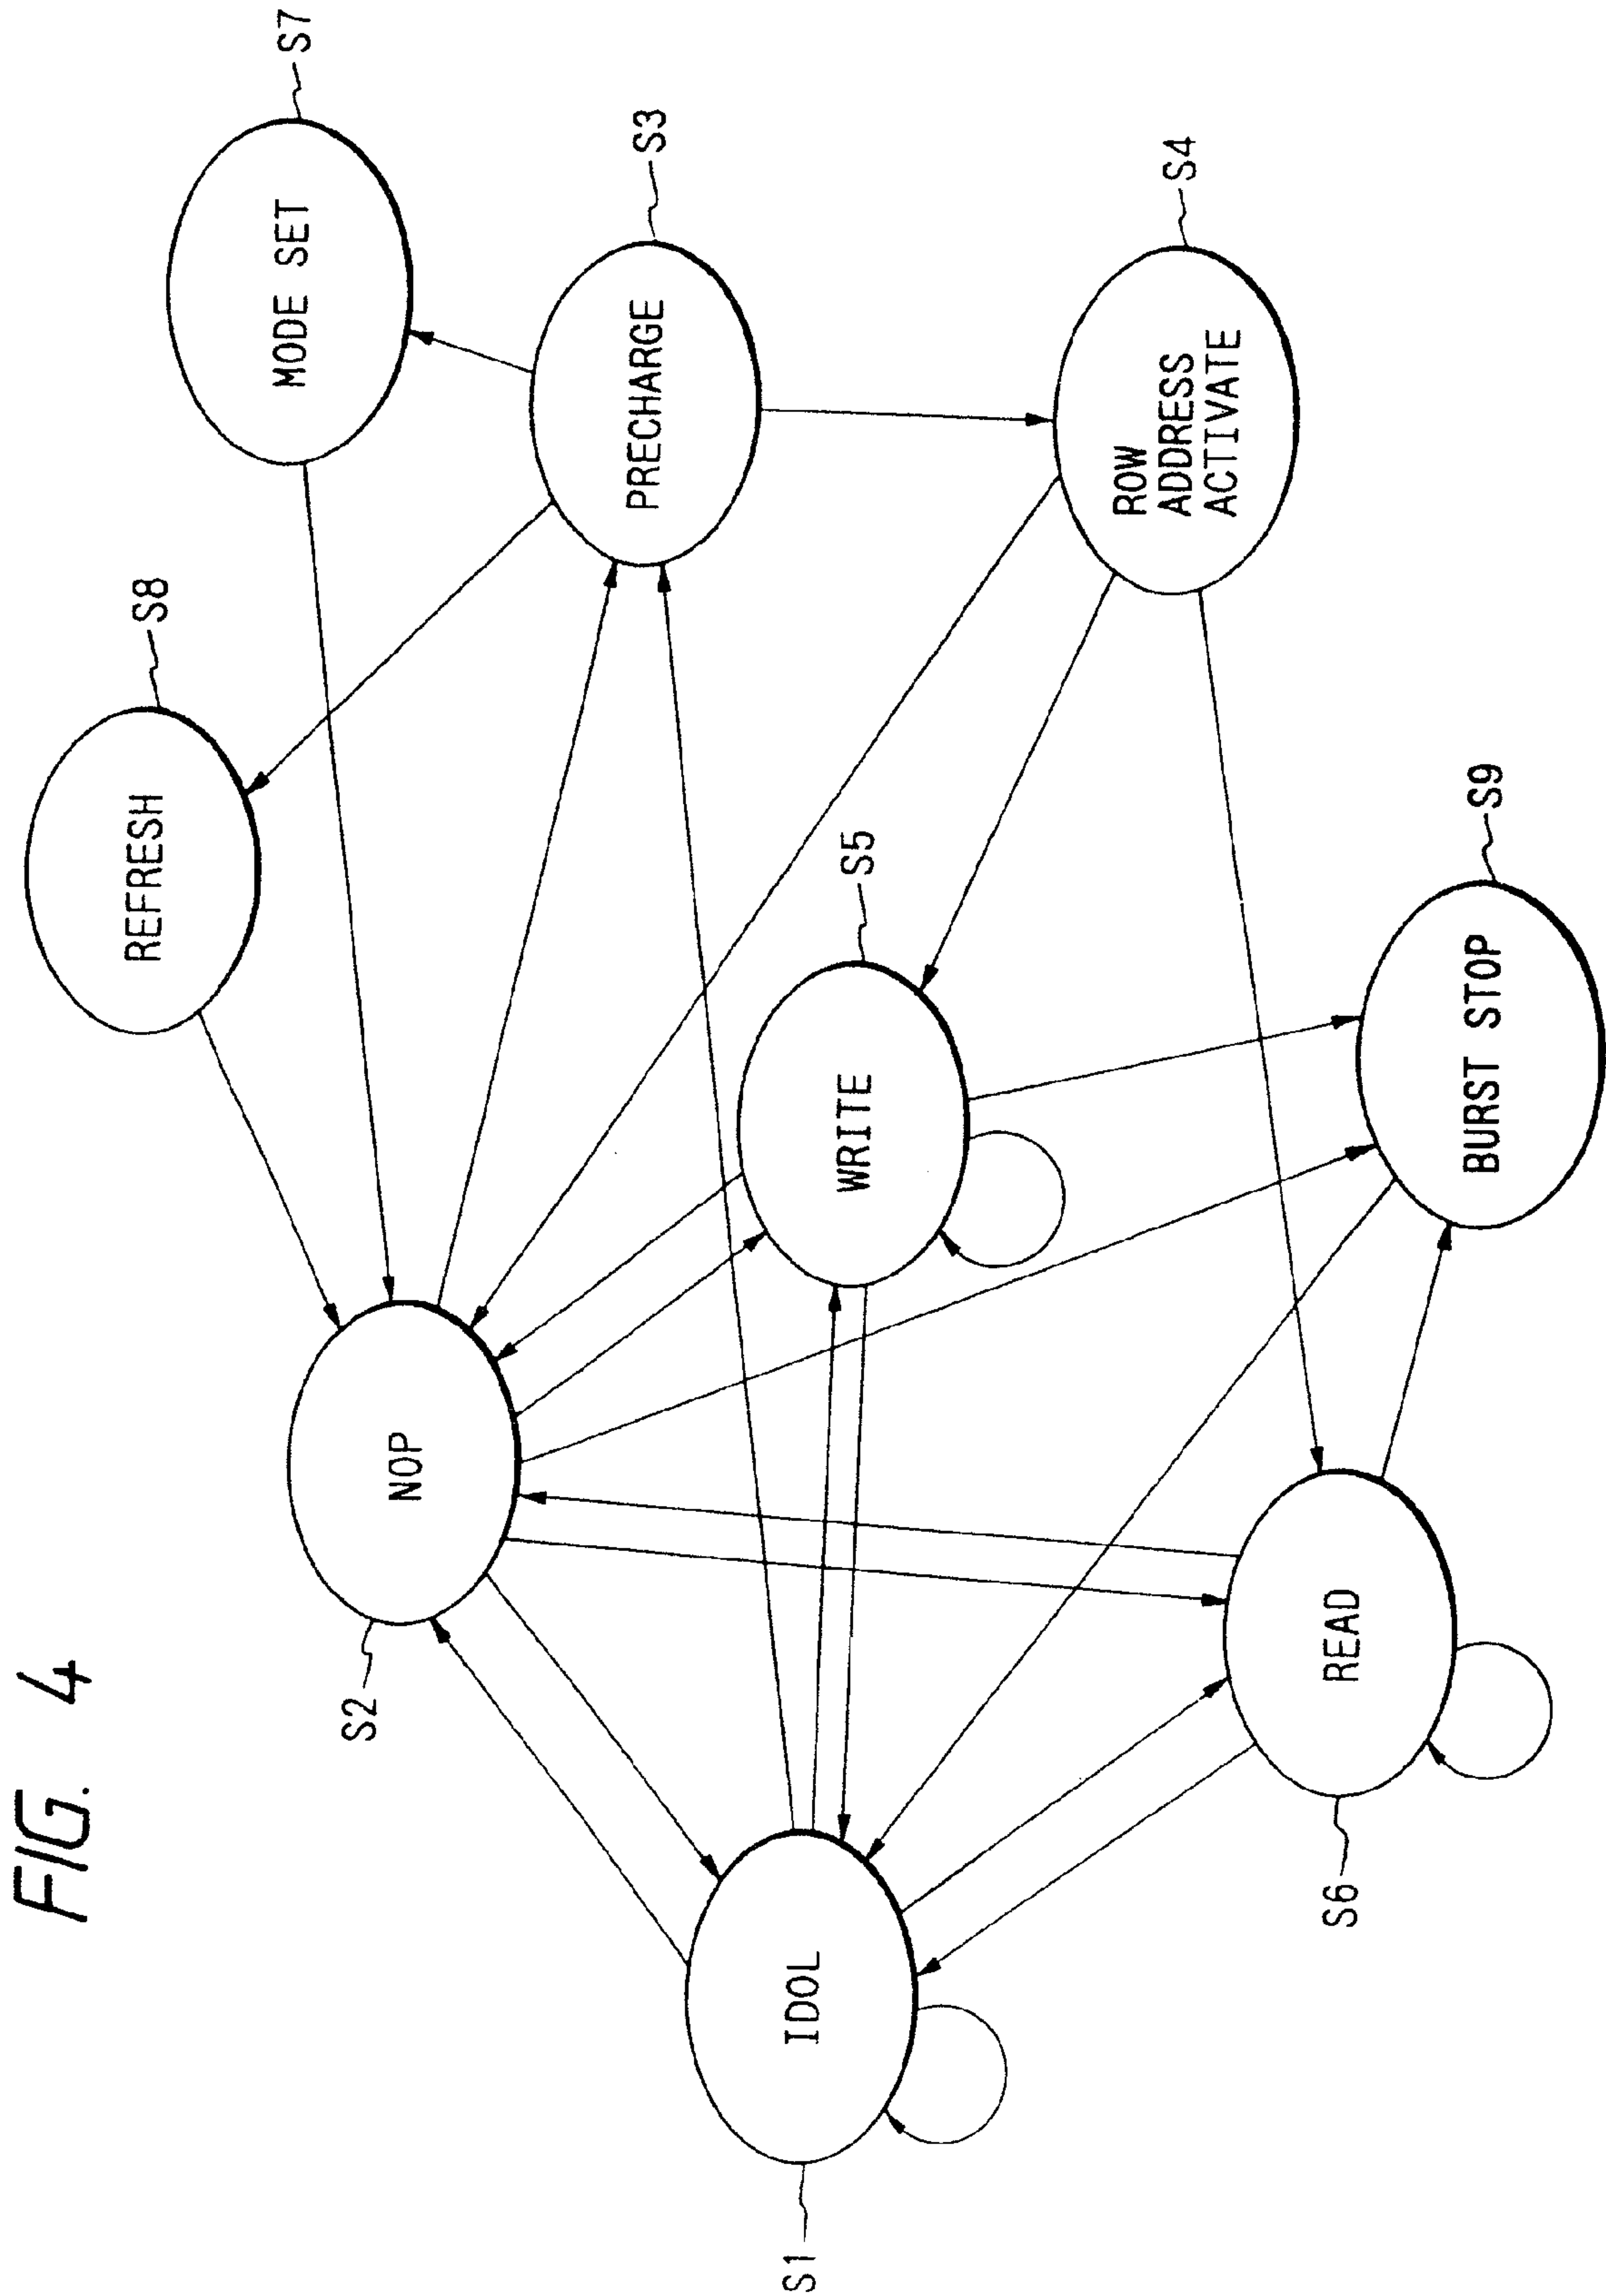 FIG. 4
REFRESH
S8
MODE SET
S7
S2
NOP
PRECHARGE
S3
S1
IDOL
WRITE
S5
ROW
ADDRESS
ACTIVATE
S4
S6
READ
BURST STOP
S9